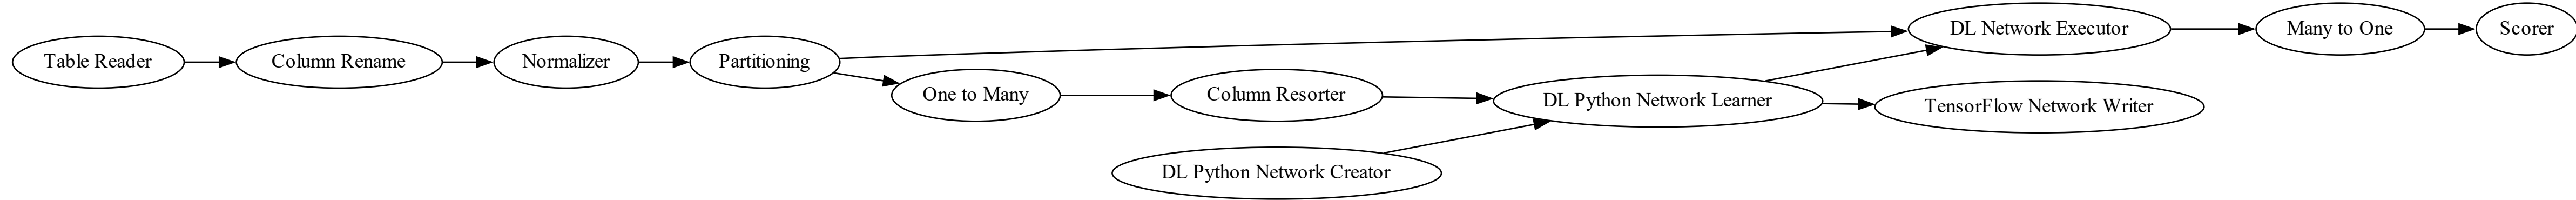 Table Reader
Column Rename
Normalizer
Partitioning
One to Many
Column Resorter
DL Python Network Creator
DL Python Network Learner
DL Network Executor
TensorFlow Network Writer
Many to One
Scorer